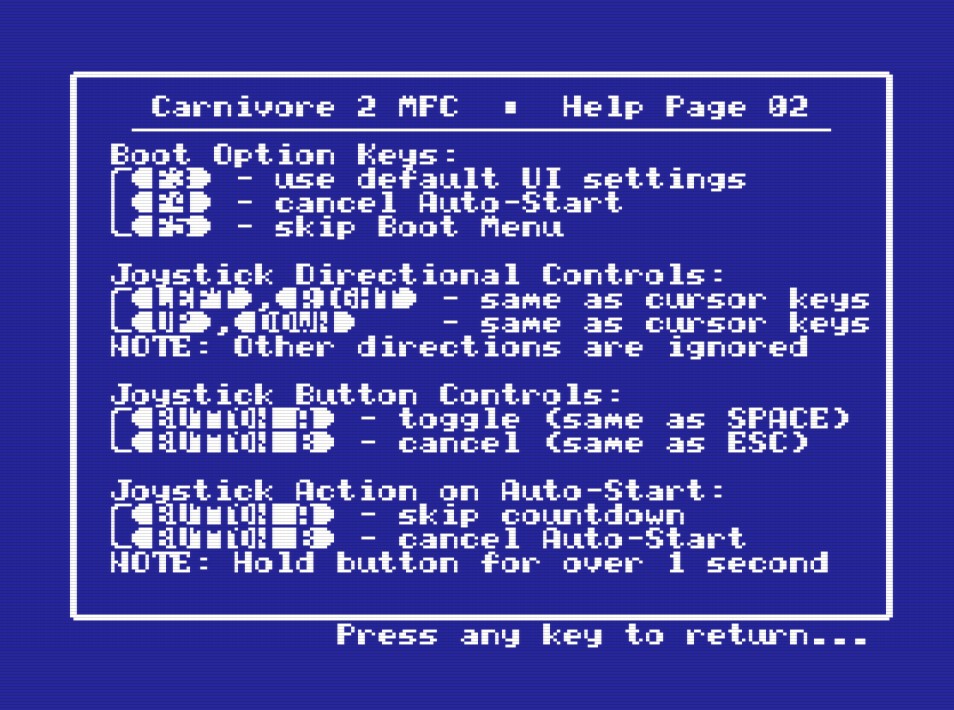 Carnivore 2 MFC ▪ Help Page 02
Boot Option Keys:
- use default UI settings
- cancel Auto-Start
- skip Boot Menu
Joystick Directional Controls:
LEFT,RIGHT - same as cursor keys
UP,DOWN - same as cursor keys
NOTE: Other directions are ignored
Joystick Button Controls:
BUTTON A - toggle (same as SPACE)
BUTTON B - cancel (same as ESC)
Joystick Action on Auto-Start:
BUTTON A - skip countdown
BUTTON B - cancel Auto-Start
NOTE: Hold button for over 1 second
Press any key to return...